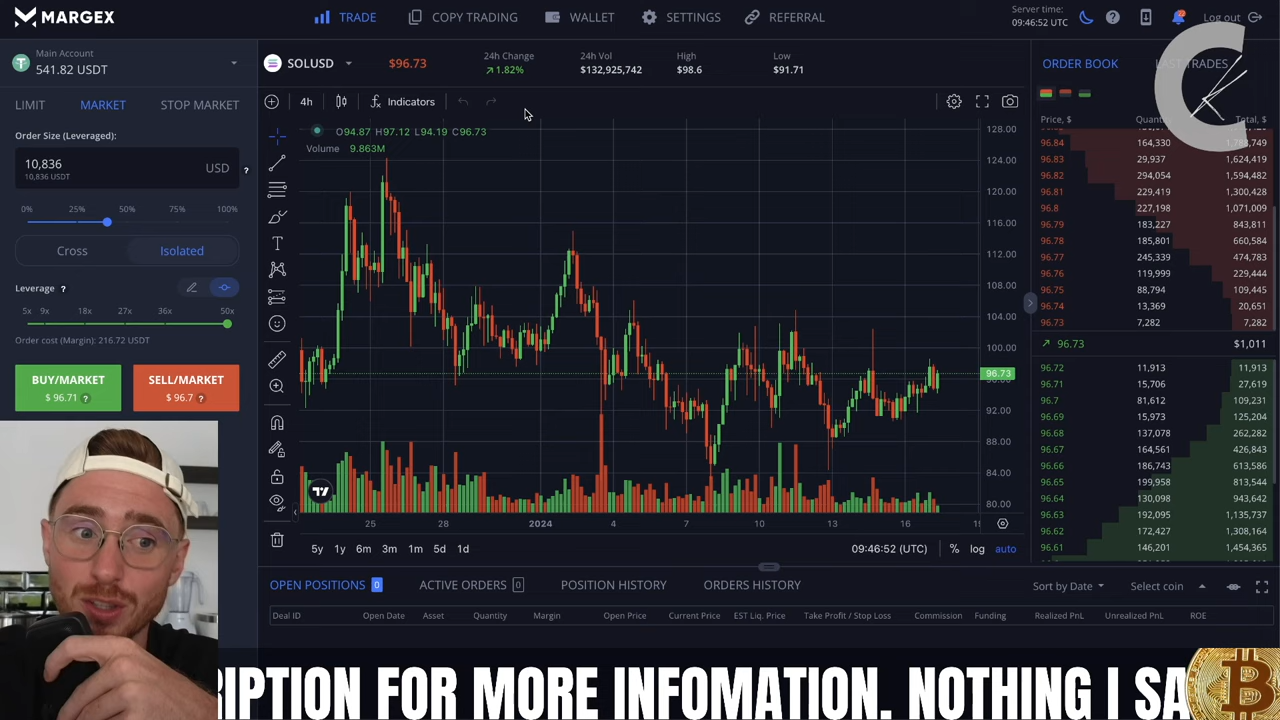 MARGEX
TRADE
COPY TRADING
WALLET
SETTINGS
REFERRAL
Server time:
09:46:52 UTC
22
Log out
Main Account
541.82 USDT
SOLUSD
$96.73
24h Change
1.82%
24h Vol
$132,925,742
High
$98.6
Low
$91.71
ORDER BOOK
LAST TRADES
LIMIT
MARKET
STOP MARKET
4h
Indicators
Order Size (Leveraged):
10,836
10,836 USDT
USD
?
0% 25% 50% 75% 100%
Cross
Isolated
Leverage ?
5x 9x 18x 27x 36x 50x
Order cost (Margin): 216.72 USDT
BUY/MARKET
$ 96.71 ?
SELL/MARKET
$ 96.7 ?
O94.87 H97.12 L94.19 C96.73
Volume 9.863M
128.00
124.00
120.00
116.00
112.00
108.00
104.00
100.00
96.73
96.00
92.00
88.00
84.00
80.00
25 28 2024 4 7 10 13 16
5y 1y 6m 3m 1m 5d 1d
09:46:52 (UTC)
% log auto
Price, $ Quantity Total, $
96.84 164,330 1,788,749
96.83 29,937 1,624,419
96.82 294,054 1,594,482
96.81 229,419 1,300,428
96.8 227,198 1,071,009
96.79 183,227 843,811
96.78 185,801 660,584
96.77 245,339 474,783
96.76 119,999 229,444
96.75 88,794 109,445
96.74 13,369 20,651
96.73 7,282 7,282
96.73 $1,011
96.72 11,913 11,913
96.71 15,706 27,619
96.7 81,612 109,231
96.69 15,973 125,204
96.68 137,078 262,282
96.67 164,561 426,843
96.66 186,743 613,586
96.65 199,958 813,544
96.64 130,098 943,642
96.63 192,095 1,135,737
96.62 172,427 1,308,164
96.61 146,201 1,454,365
OPEN POSITIONS 0
ACTIVE ORDERS 0
POSITION HISTORY
ORDERS HISTORY
Sort by Date
Select coin
Deal ID Open Date Asset Quantity Margin Open Price Current Price EST Liq. Price Take Profit / Stop Loss Commission Funding Realized PnL Unrealized PnL ROE
RIPTION FOR MORE INFOMATION. NOTHING I SA